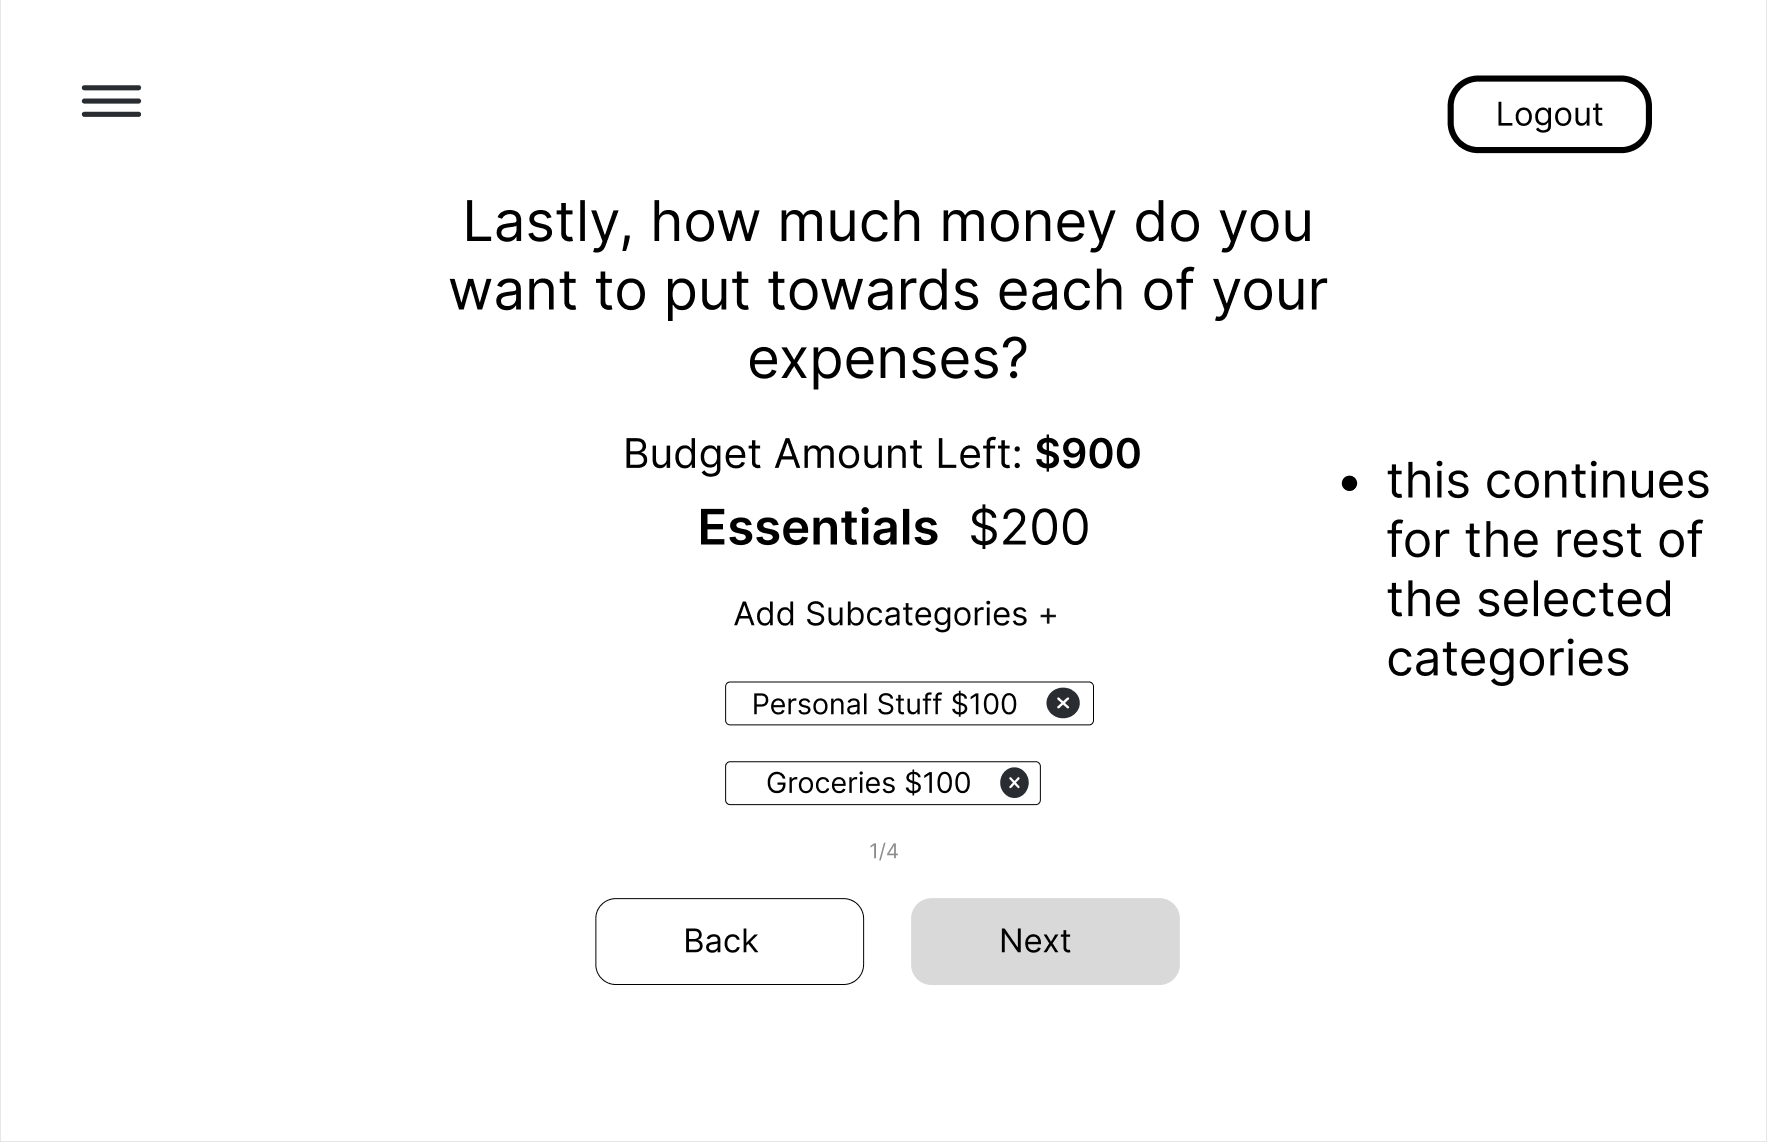 Logout
Lastly, how much money do you
want to put towards each of your
expenses?
Budget Amount Left: $900
Essentials $200
Add Subcategories +
Personal Stuff $100
Groceries $100
1/4
Back
Next
• this continues
for the rest of
the selected
categories